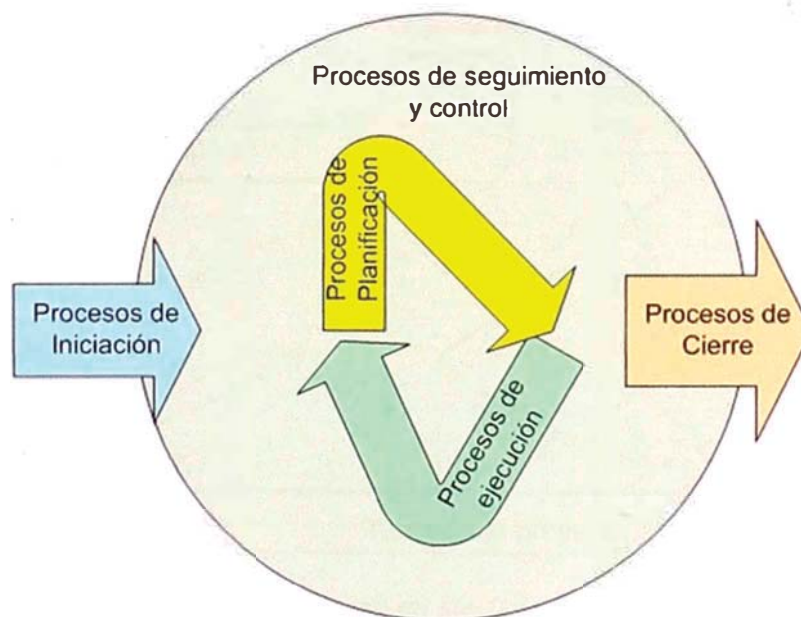 Procesos de seguimiento
y control
Procesos de
Planificación
Procesos de
Iniciación
Procesos de
Cierre
Procesos de
ejecución